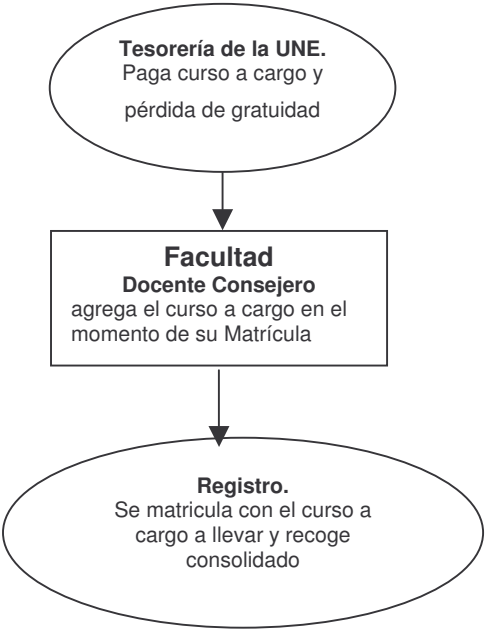 Tesorería de la UNE.
Paga curso a cargo y
pérdida de gratuidad
Facultad
Docente Consejero
agrega el curso a cargo en el
momento de su Matrícula
Registro.
Se matricula con el curso a
cargo a llevar y recoge
consolidado